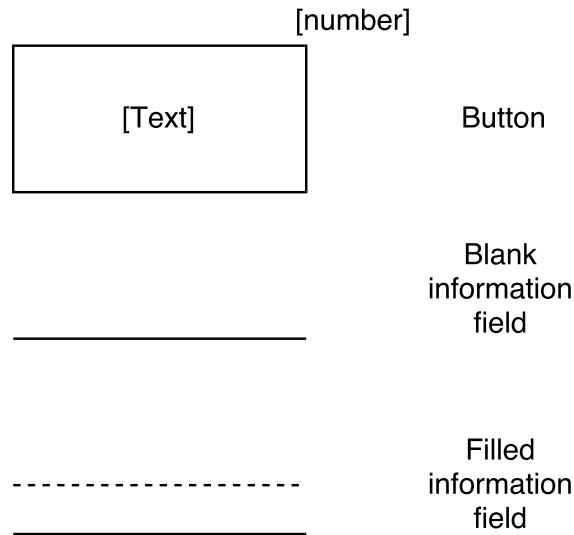 [number]
[Text]
Button
Blank
information
field
Filled
information
field